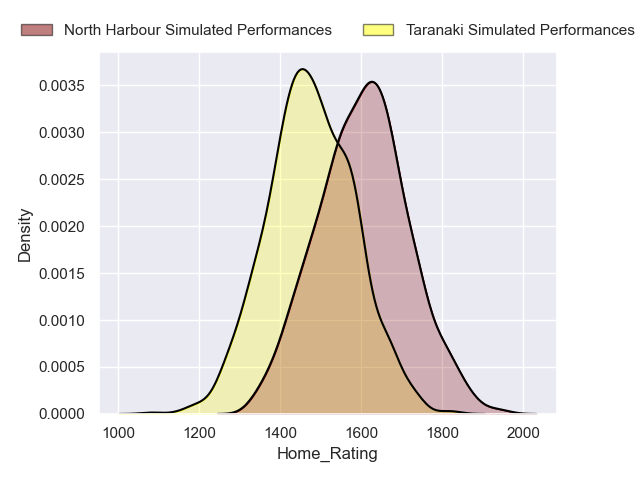 North Harbour Simulated Performances Taranaki Simulated Performances
0.0035
0.0030
0.0025
0.0020
0.0015
0.0010
0.0005
0.0000
Density
1000 1200 1400 1600 1800 2000
Home_Rating